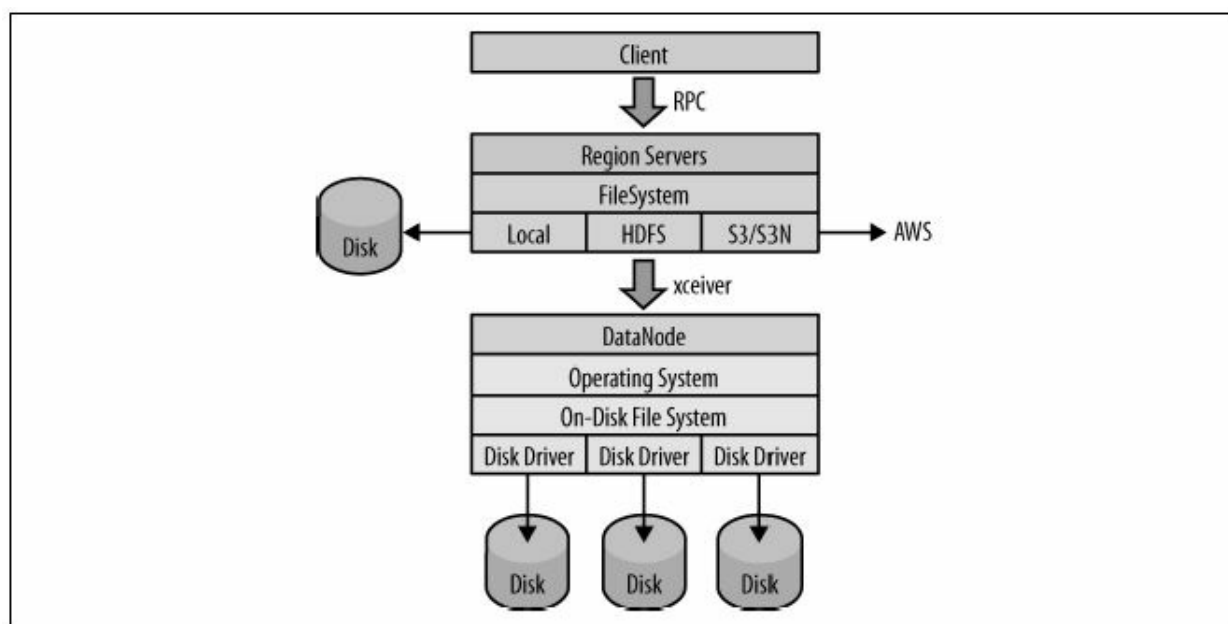 Client
RPC
Region Servers
FileSystem
Local HDFS S3/S3N
Disk
AWS
xceiver
DataNode
Operating System
On-Disk File System
Disk Driver Disk Driver Disk Driver
Disk Disk Disk